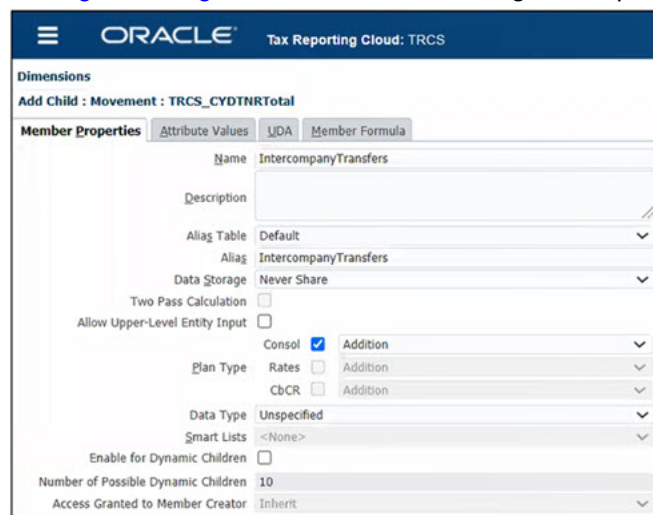 ORACLE Tax Reporting Cloud: TRCS
Dimensions
Add Child : Movement : TRCS_CYDTNRTotal
Member Properties Attribute Values UDA Member Formula
Name IntercompanyTransfers
Description
Alias Table Default
Alias IntercompanyTransfers
Data Storage Never Share
Two Pass Calculation
Allow Upper-Level Entity Input
Consol Addition
Plan Type Rates Addition
CbCR Addition
Data Type Unspecified
Smart Lists <None>
Enable for Dynamic Children
Number of Possible Dynamic Children 10
Access Granted to Member Creator Inherit